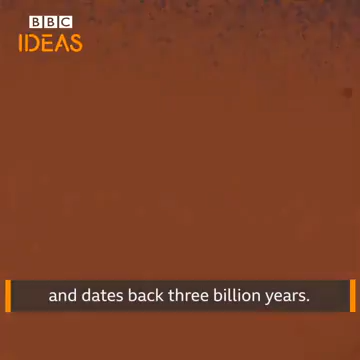 BBC
IDEAS
and dates back three billion years.